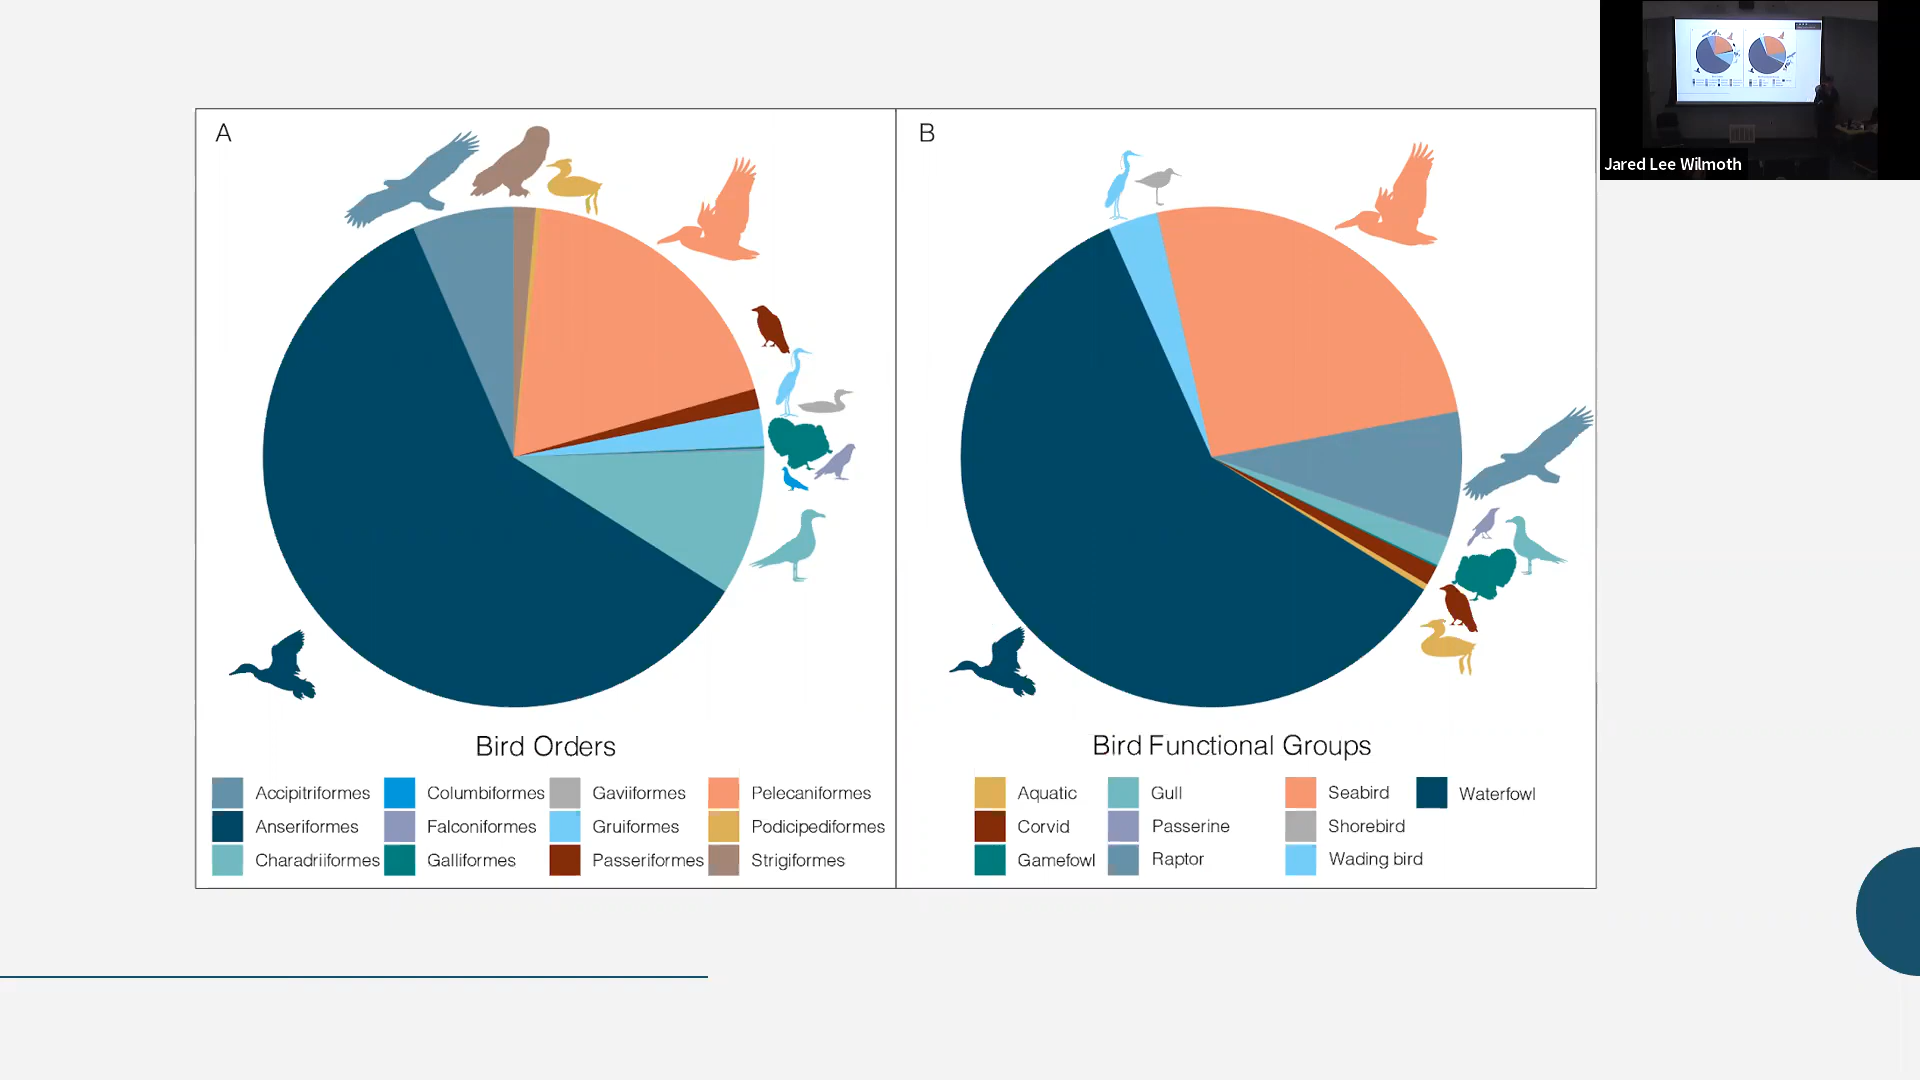 Jared Lee Wilmoth
A
B
Bird Orders
Accipitriformes
Columbiformes
Gaviiformes
Pelecaniformes
Anseriformes
Falconiformes
Gruiformes
Podicipediformes
Charadriiformes
Galliformes
Passeriformes
Strigiformes
Bird Functional Groups
Aquatic
Gull
Seabird
Waterfowl
Corvid
Passerine
Shorebird
Gamefowl
Raptor
Wading bird